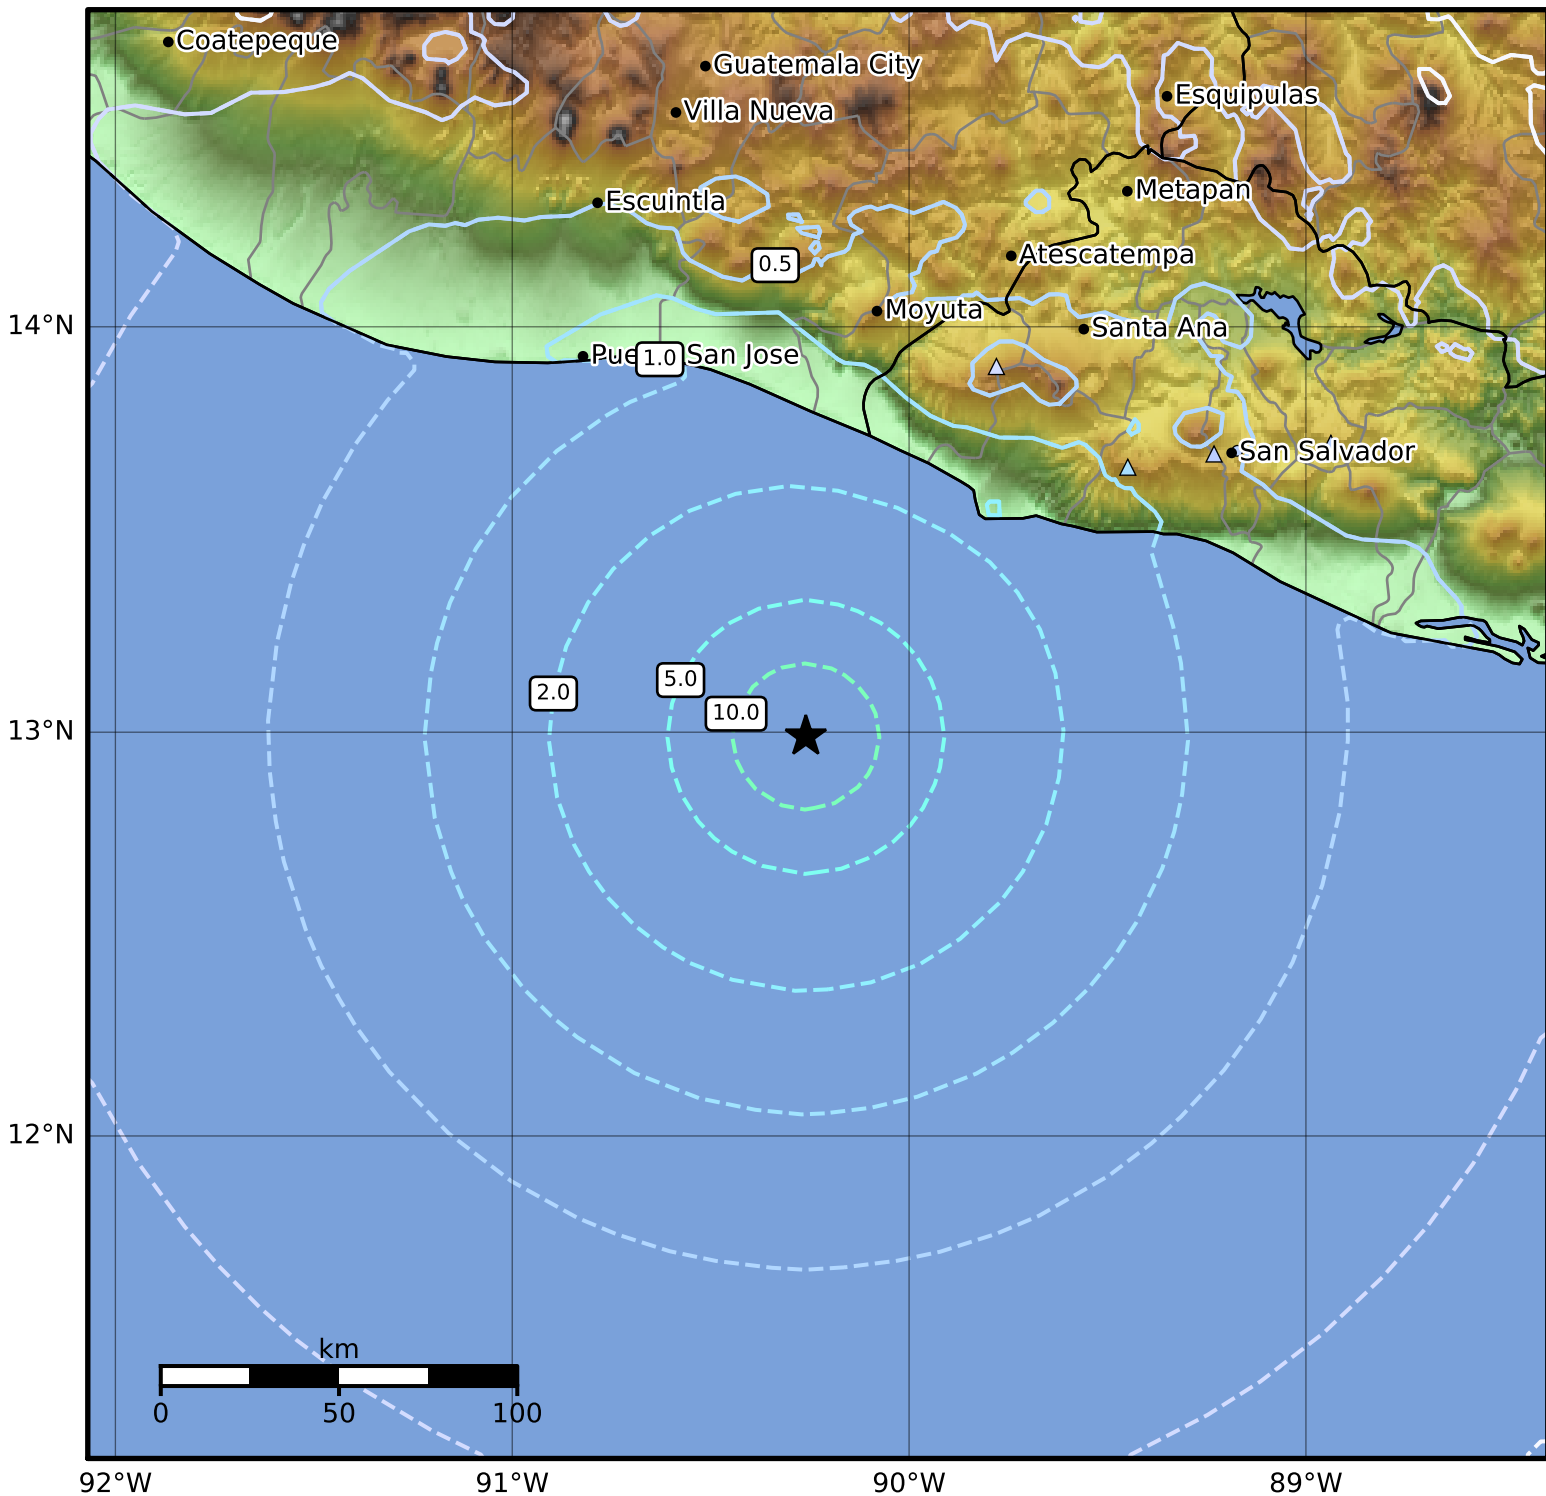 Coatepeque
Guatemala City
Villa Nueva
Esquipulas
Metapan
Escuintla
Atescatempa
0.5
Moyuta
14°N
Santa Ana
Pue
1.0
San Jose
San Salvador
2.0
5.0
10.0
13°N
12°N
km
0 50 100
92°W 91°W 90°W 89°W